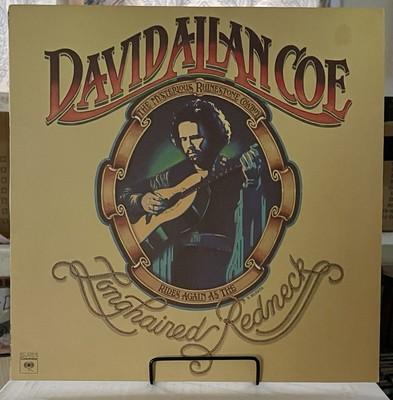 DAVID ALLAN COE
THE MYSTERIOUS RHINESTONE COWBOY
RIDES AGAIN AS THE
Longhaired Redneck